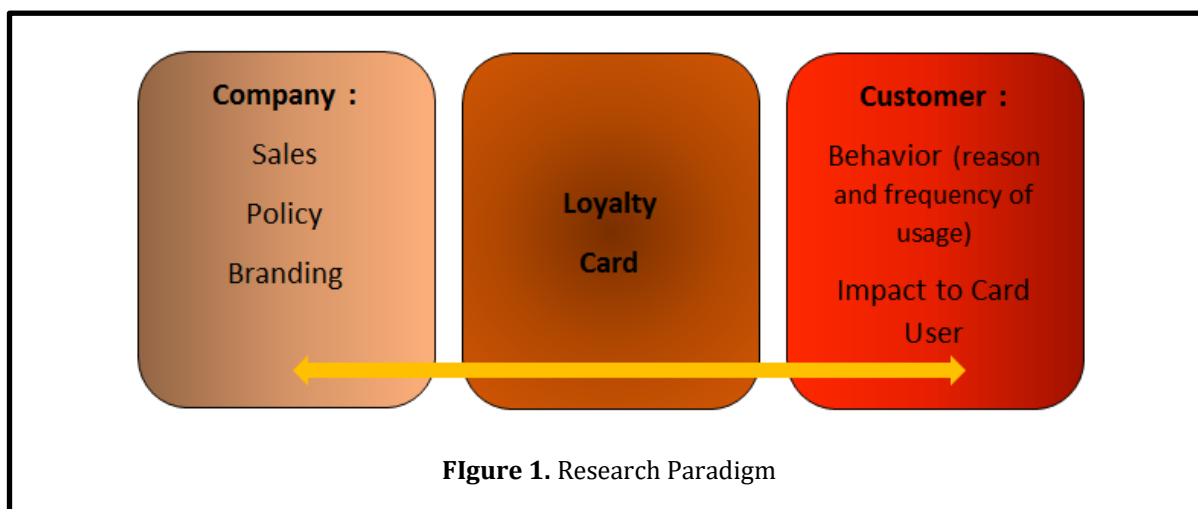 Company :
Sales
Policy
Branding
Loyalty
Card
Customer :
Behavior (reason
and frequency of
usage)
Impact to Card
User
FIgure 1. Research Paradigm